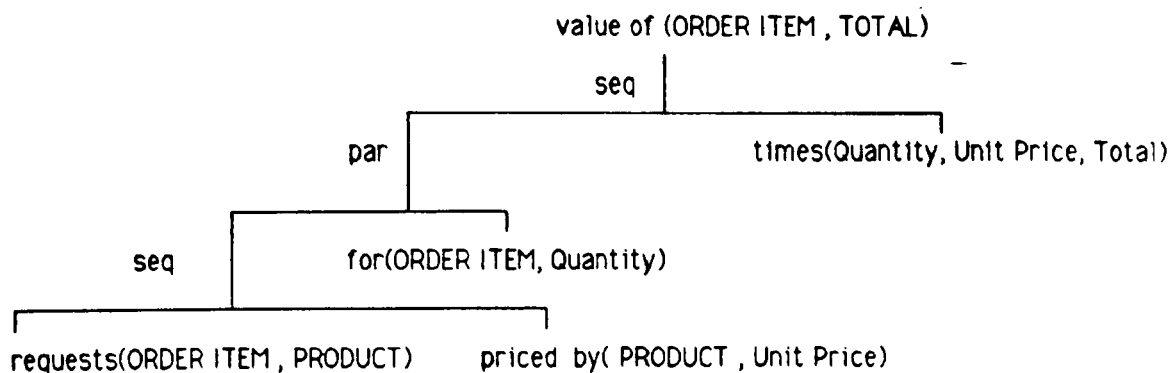 value of (ORDER ITEM , TOTAL)
seq
par
times(Quantity, Unit Price, Total)
seq
for(ORDER ITEM, Quantity)
requests(ORDER ITEM , PRODUCT)
priced by( PRODUCT , Unit Price)